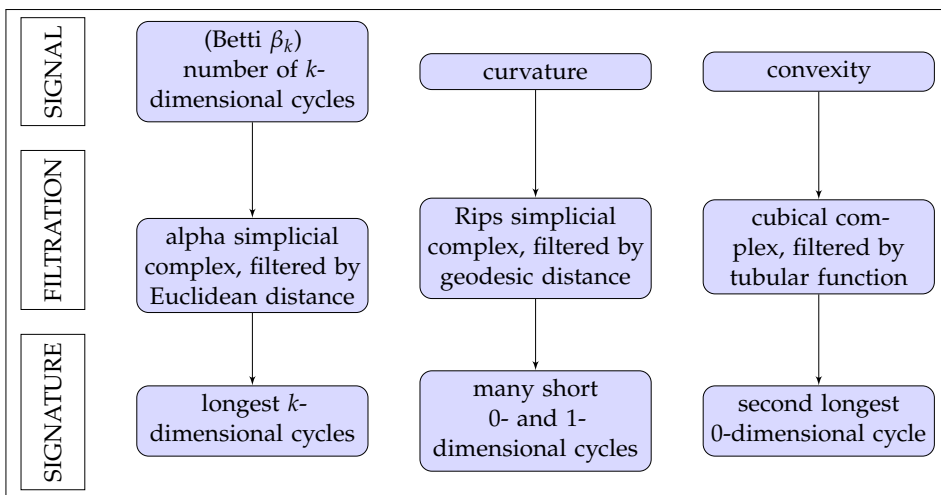 SIGNAL
(Betti βk)
number of k-
dimensional cycles
curvature
convexity
FILTRATION
alpha simplicial
complex, filtered by
Euclidean distance
Rips simplicial
complex, filtered by
geodesic distance
cubical com-
plex, filtered by
tubular function
SIGNATURE
longest k-
dimensional cycles
many short
0- and 1-
dimensional cycles
second longest
0-dimensional cycle